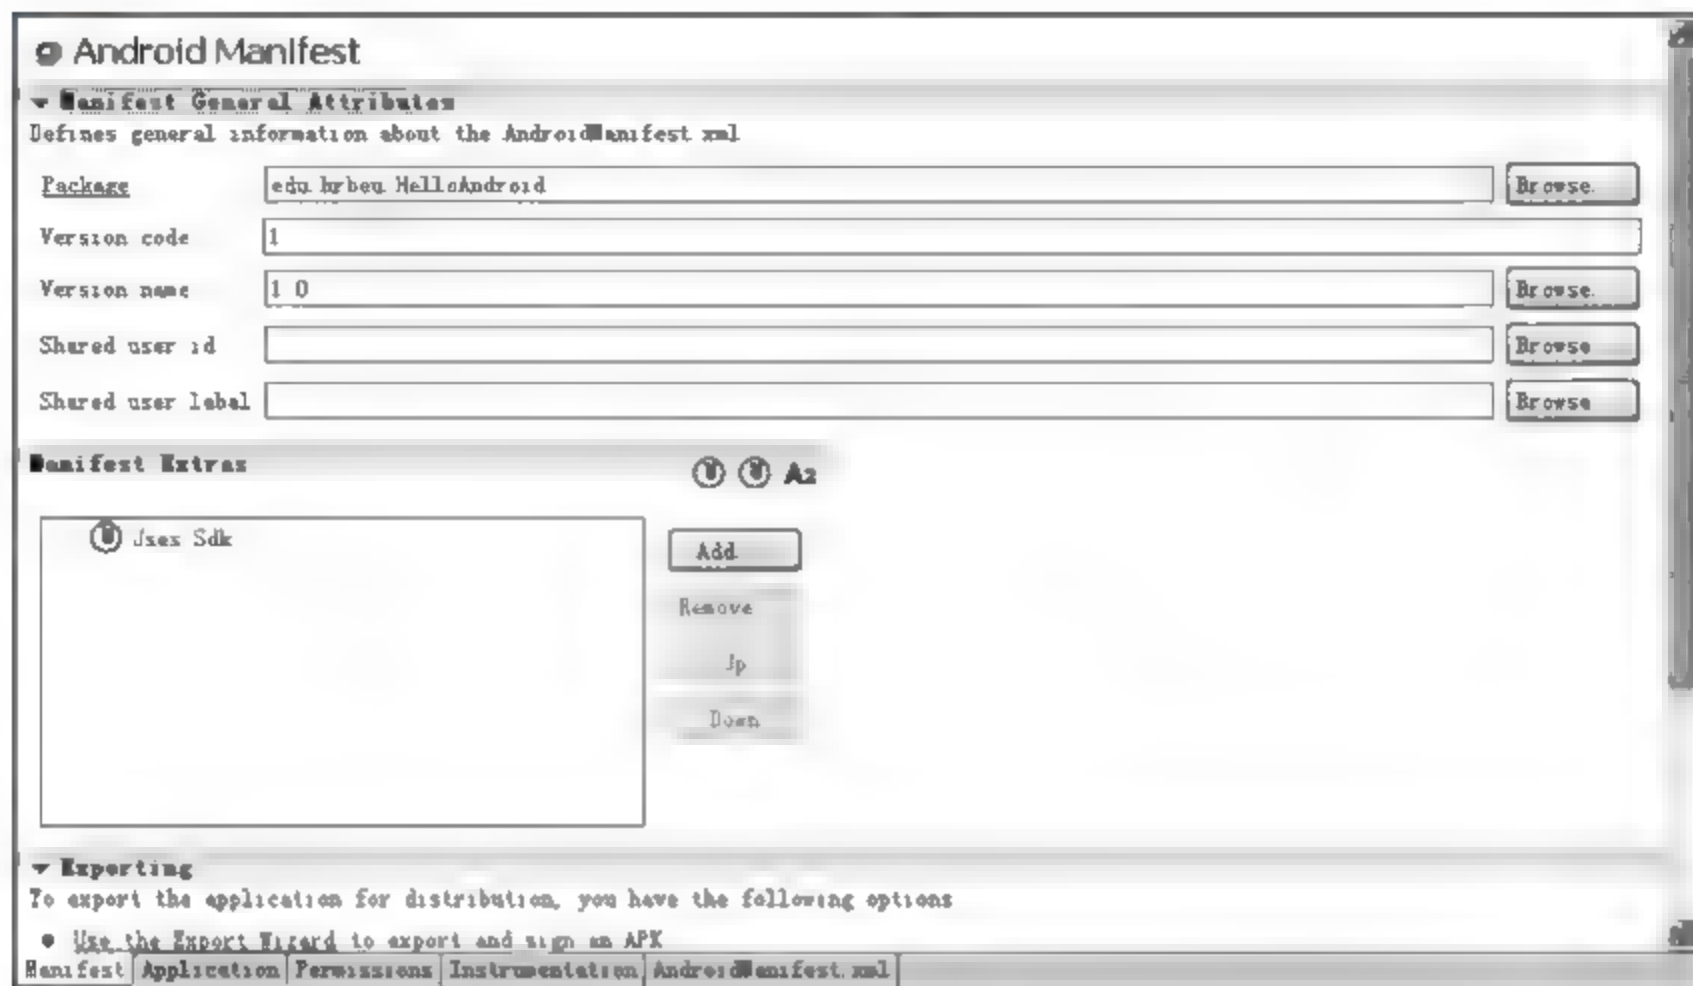 Android Manifest
Manifest General Attributes
Defines general information about the AndroidManifest xml
Package edu hrbeu HelloAndroid Browse.
Version code 1
Version name 1 0 Browse.
Shared user id Browse
Shared user label Browse
Manifest Extras
Uses Sdk Add
Remove
Up
Down
Exporting
To export the application for distribution, you have the following options
Use the Export Wizard to export and sign an APK
Manifest Application Permissions Instrumentation AndroidManifest.xml